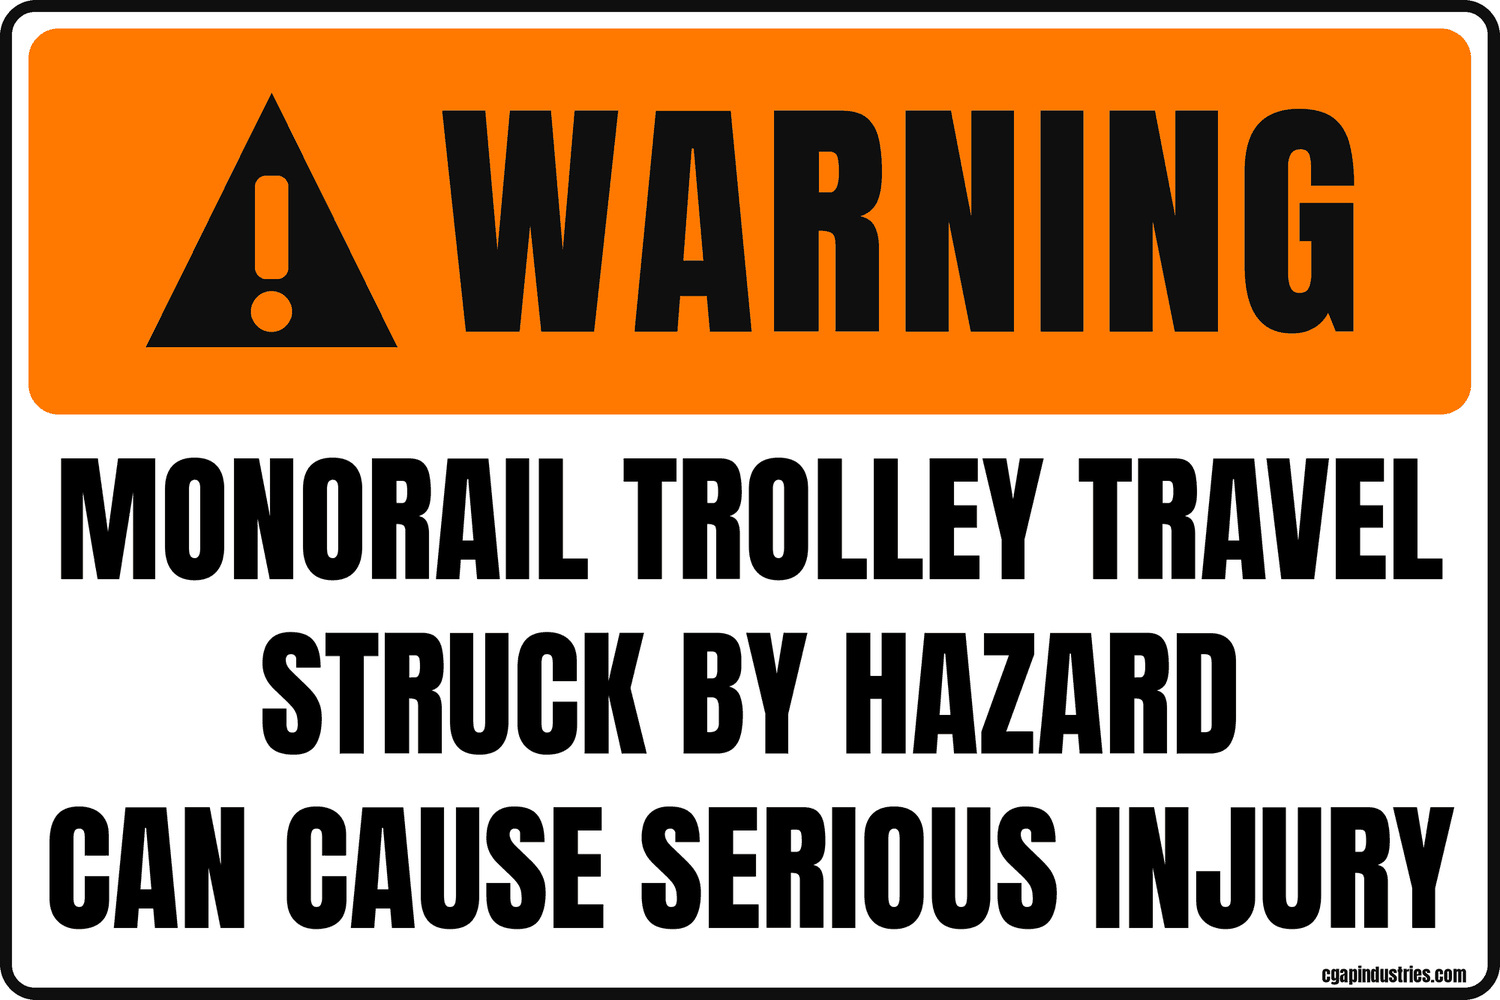 WARNING
MONORAIL TROLLEY TRAVEL
STRUCK BY HAZARD
CAN CAUSE SERIOUS INJURY
cgapindustries.com